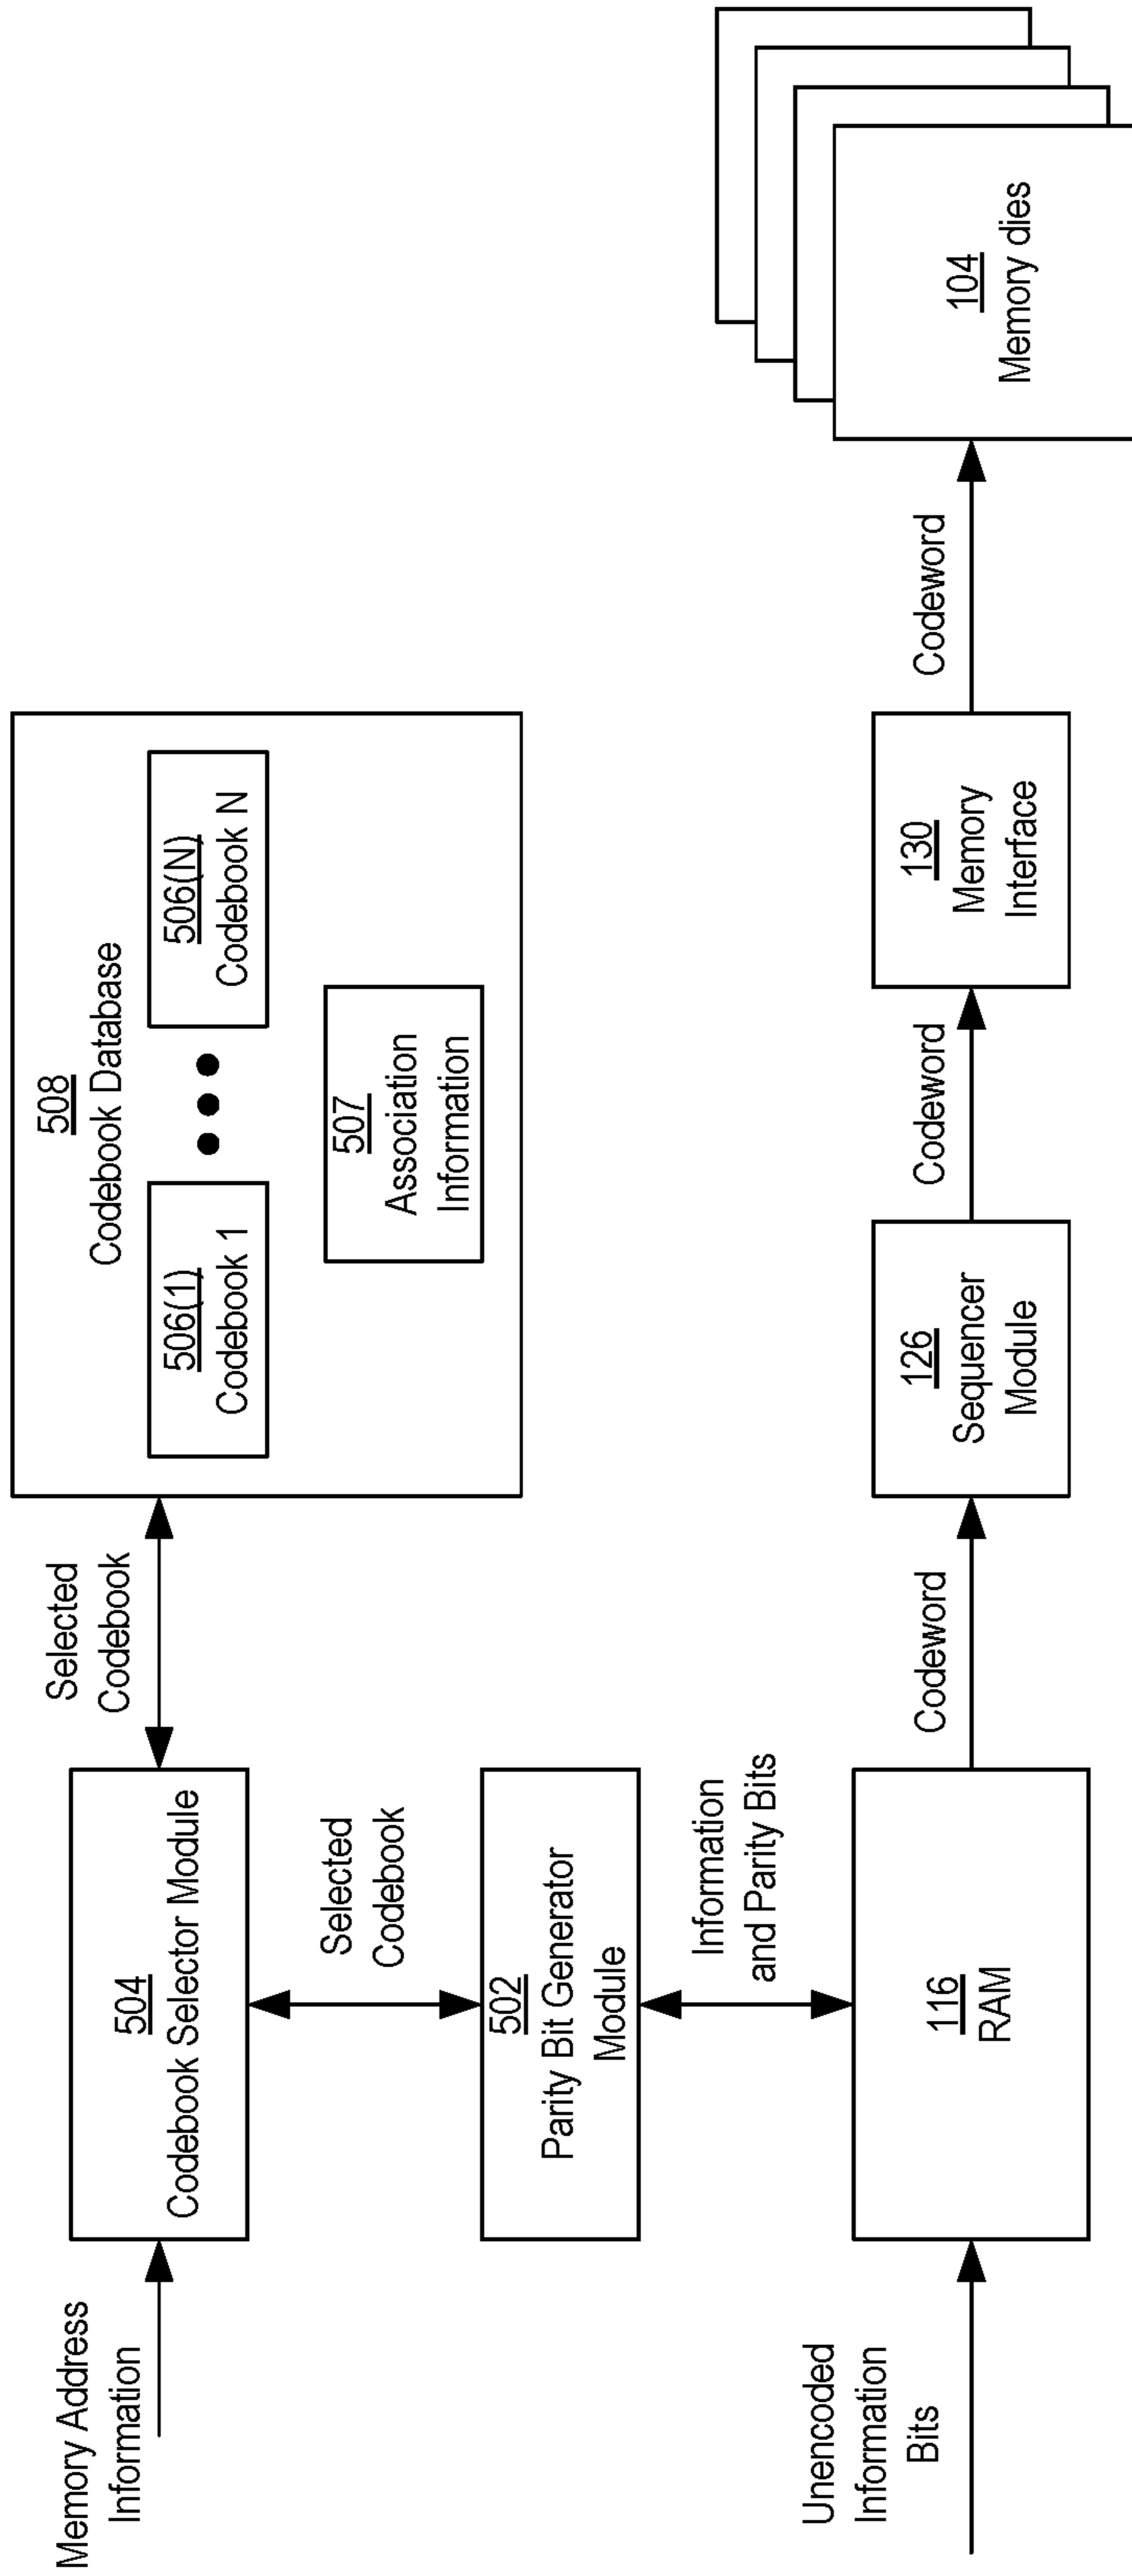 Memory Address
Information
504
Codebook Selector Module
Selected
Codebook
508
Codebook Database
506(1)
Codebook 1
506(N)
Codebook N
507
Association
Information
Selected
Codebook
502
Parity Bit Generator
Module
Information
and Parity Bits
Unencoded
Information
Bits
116
RAM
Codeword
126
Sequencer
Module
Codeword
130
Memory
Interface
Codeword
104
Memory dies